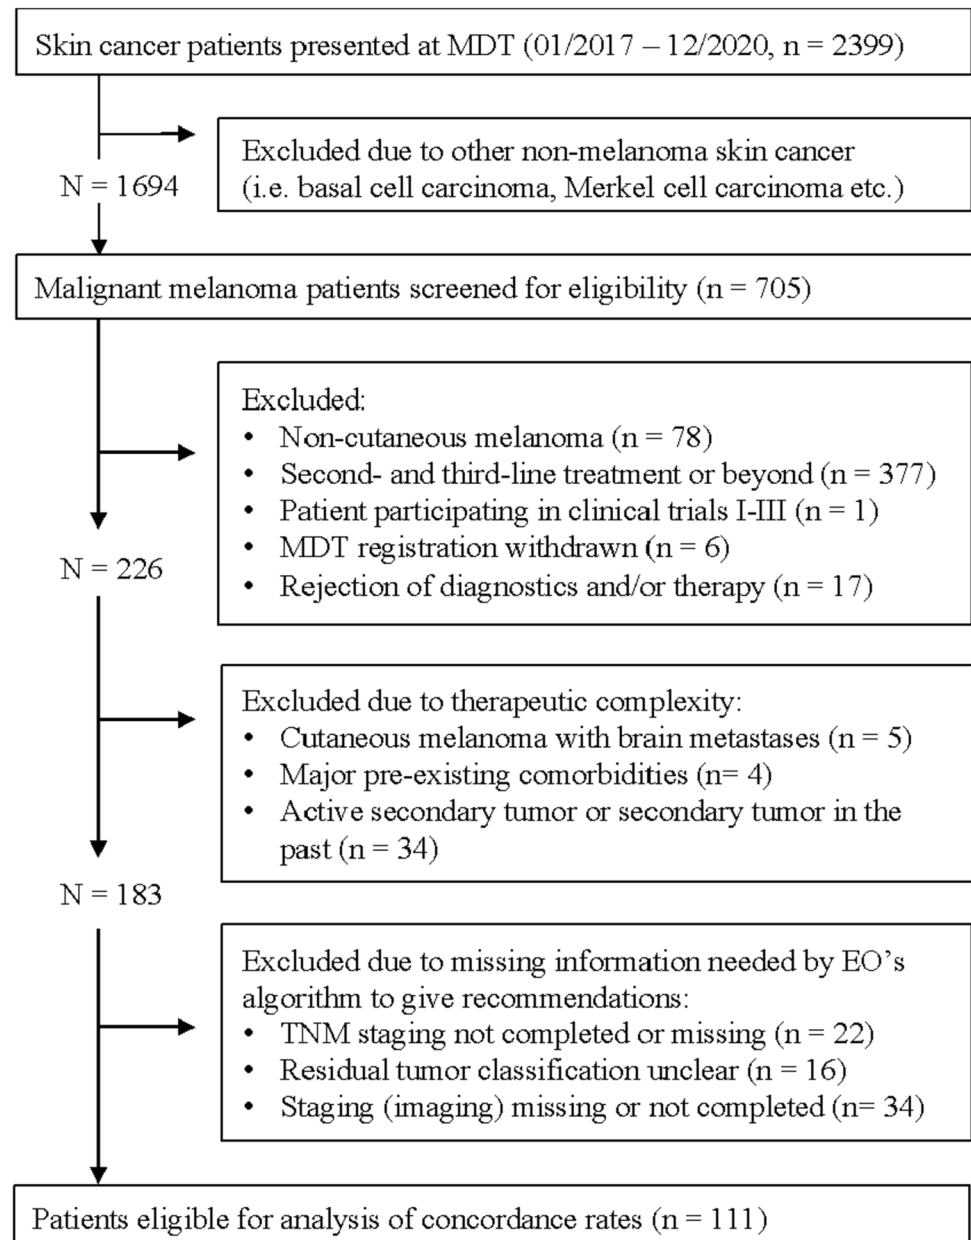 Skin cancer patients presented at MDT (01/2017 – 12/2020, n = 2399)
Excluded due to other non-melanoma skin cancer
(i.e. basal cell carcinoma, Merkel cell carcinoma etc.)
N = 1694
Malignant melanoma patients screened for eligibility (n = 705)
Excluded:
• Non-cutaneous melanoma (n = 78)
• Second- and third-line treatment or beyond (n = 377)
• Patient participating in clinical trials I-III (n = 1)
• MDT registration withdrawn (n = 6)
• Rejection of diagnostics and/or therapy (n = 17)
N = 226
Excluded due to therapeutic complexity:
• Cutaneous melanoma with brain metastases (n = 5)
• Major pre-existing comorbidities (n= 4)
• Active secondary tumor or secondary tumor in the
past (n = 34)
N = 183
Excluded due to missing information needed by EO’s
algorithm to give recommendations:
• TNM staging not completed or missing (n = 22)
• Residual tumor classification unclear (n = 16)
• Staging (imaging) missing or not completed (n= 34)
Patients eligible for analysis of concordance rates (n = 111)